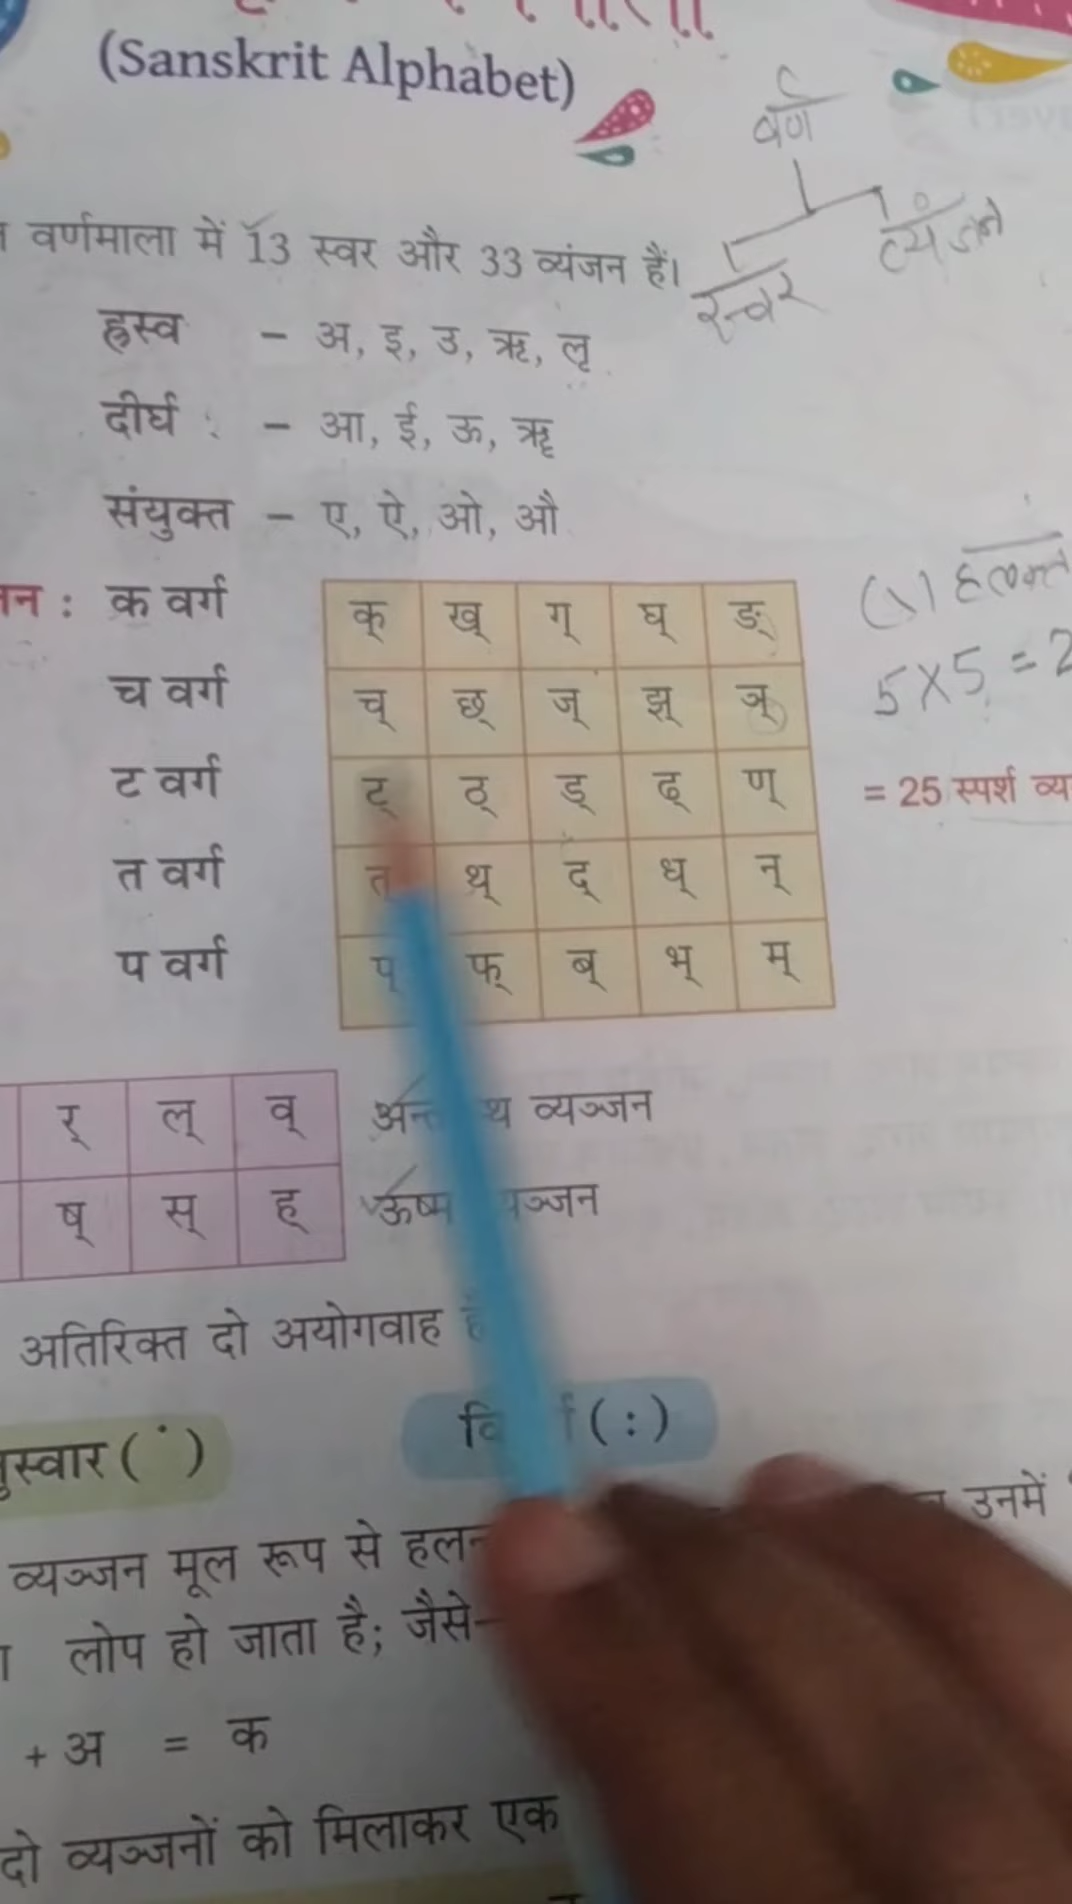 (Sanskrit Alphabet)
वर्ण
स्वर व्यंजन
वर्णमाला में 13 स्वर और 33 व्यंजन हैं।
ह्रस्व – अ, इ, उ, ऋ, लृ
दीर्घ : – आ, ई, ऊ, ॠ
संयुक्त – ए, ऐ, ओ, औ
क वर्ग क् ख् ग् घ् ङ्
च वर्ग च् छ् ज् झ् ञ्
5×5 =
ट वर्ग ट् ठ् ड् ढ् ण् = 25 स्पर्श
त वर्ग त् थ् द् ध् न्
प वर्ग प् फ् ब् भ् म्
र् ल् व् व्यञ्जन
ष् स् ह् ऊष्म
अतिरिक्त दो अयोगवाह
( ं ) (:)
उनमें
व्यञ्जन मूल रूप से
लोप हो जाता है; जैसे–
+ अ = क
दो व्यञ्जनों को मिलाकर एक